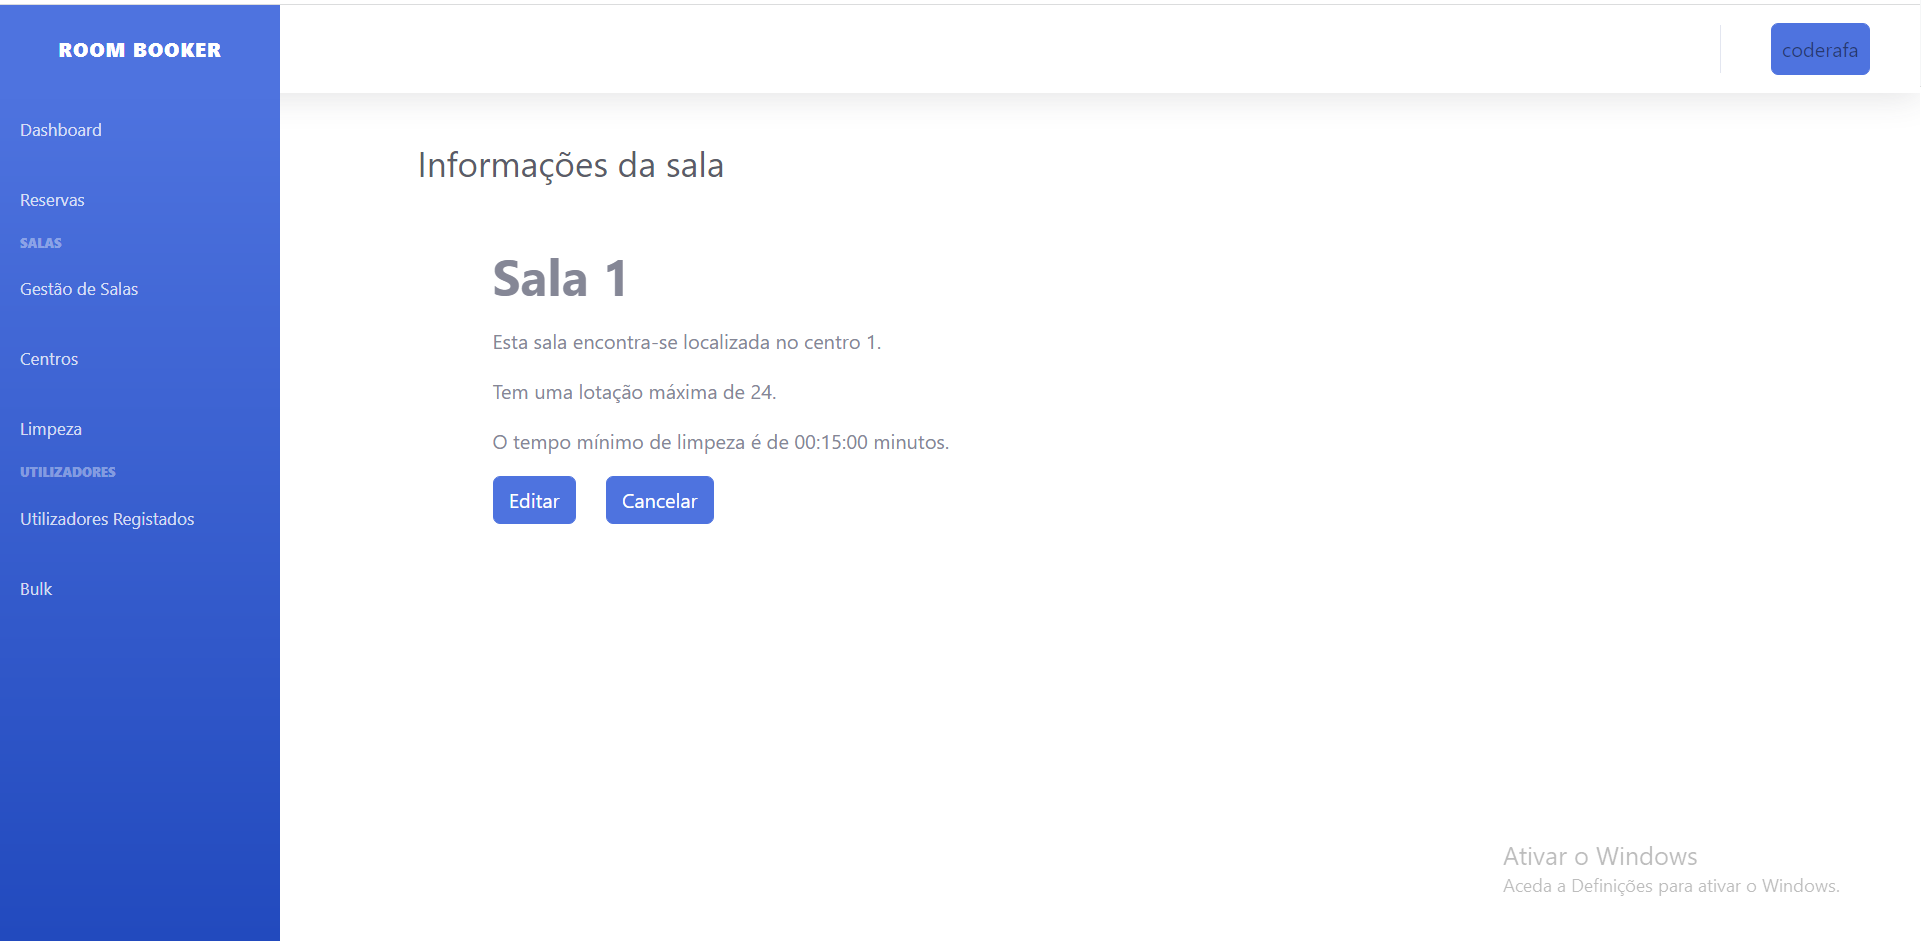 ROOM BOOKER
coderafa
Dashboard
Reservas
SALAS
Gestão de Salas
Centros
Limpeza
UTILIZADORES
Utilizadores Registados
Bulk
Informações da sala
Sala 1
Esta sala encontra-se localizada no centro 1.
Tem uma lotação máxima de 24.
O tempo mínimo de limpeza é de 00:15:00 minutos.
Editar
Cancelar
Ativar o Windows
Aceda a Definições para ativar o Windows.